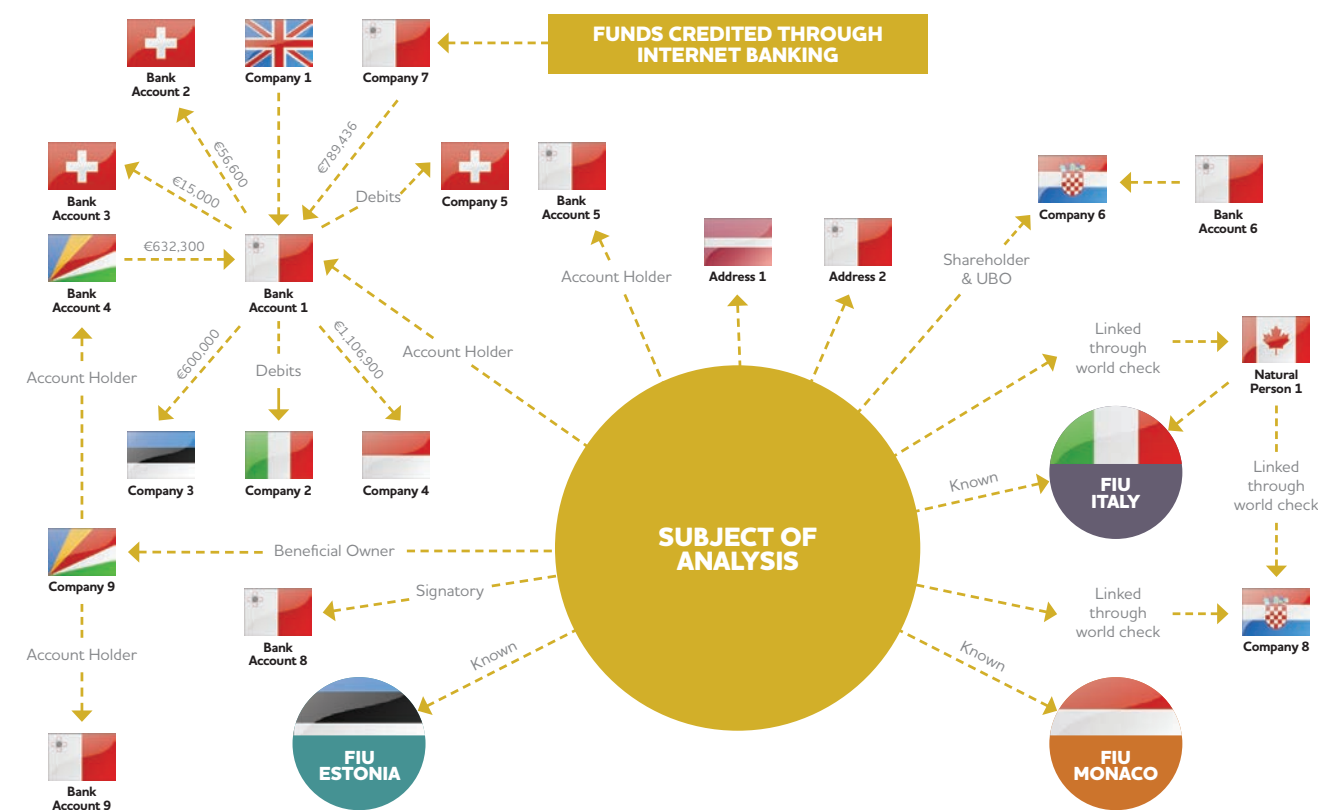 FUNDS CREDITED THROUGH
INTERNET BANKING
Bank
Account 2
Company 1
Company 7
€56,600
€789,436
€15,000
Debits
Bank
Account 3
Company 5
Bank
Account 5
Company 6
Bank
Account 6
€632,300
Address 1
Address 2
Shareholder
& UBO
Account Holder
Bank
Account 4
Bank
Account 1
€600,000
Debits
€1,106,900
Account Holder
Account Holder
Linked
through
world check
Natural
Person 1
Company 3
Company 2
Company 4
Known
FIU
ITALY
Linked
through
world check
SUBJECT OF
ANALYSIS
Beneficial Owner
Company 9
Signatory
Bank
Account 8
Linked
through
world check
Company 8
Account Holder
Known
Known
FIU
ESTONIA
FIU
MONACO
Bank
Account 9